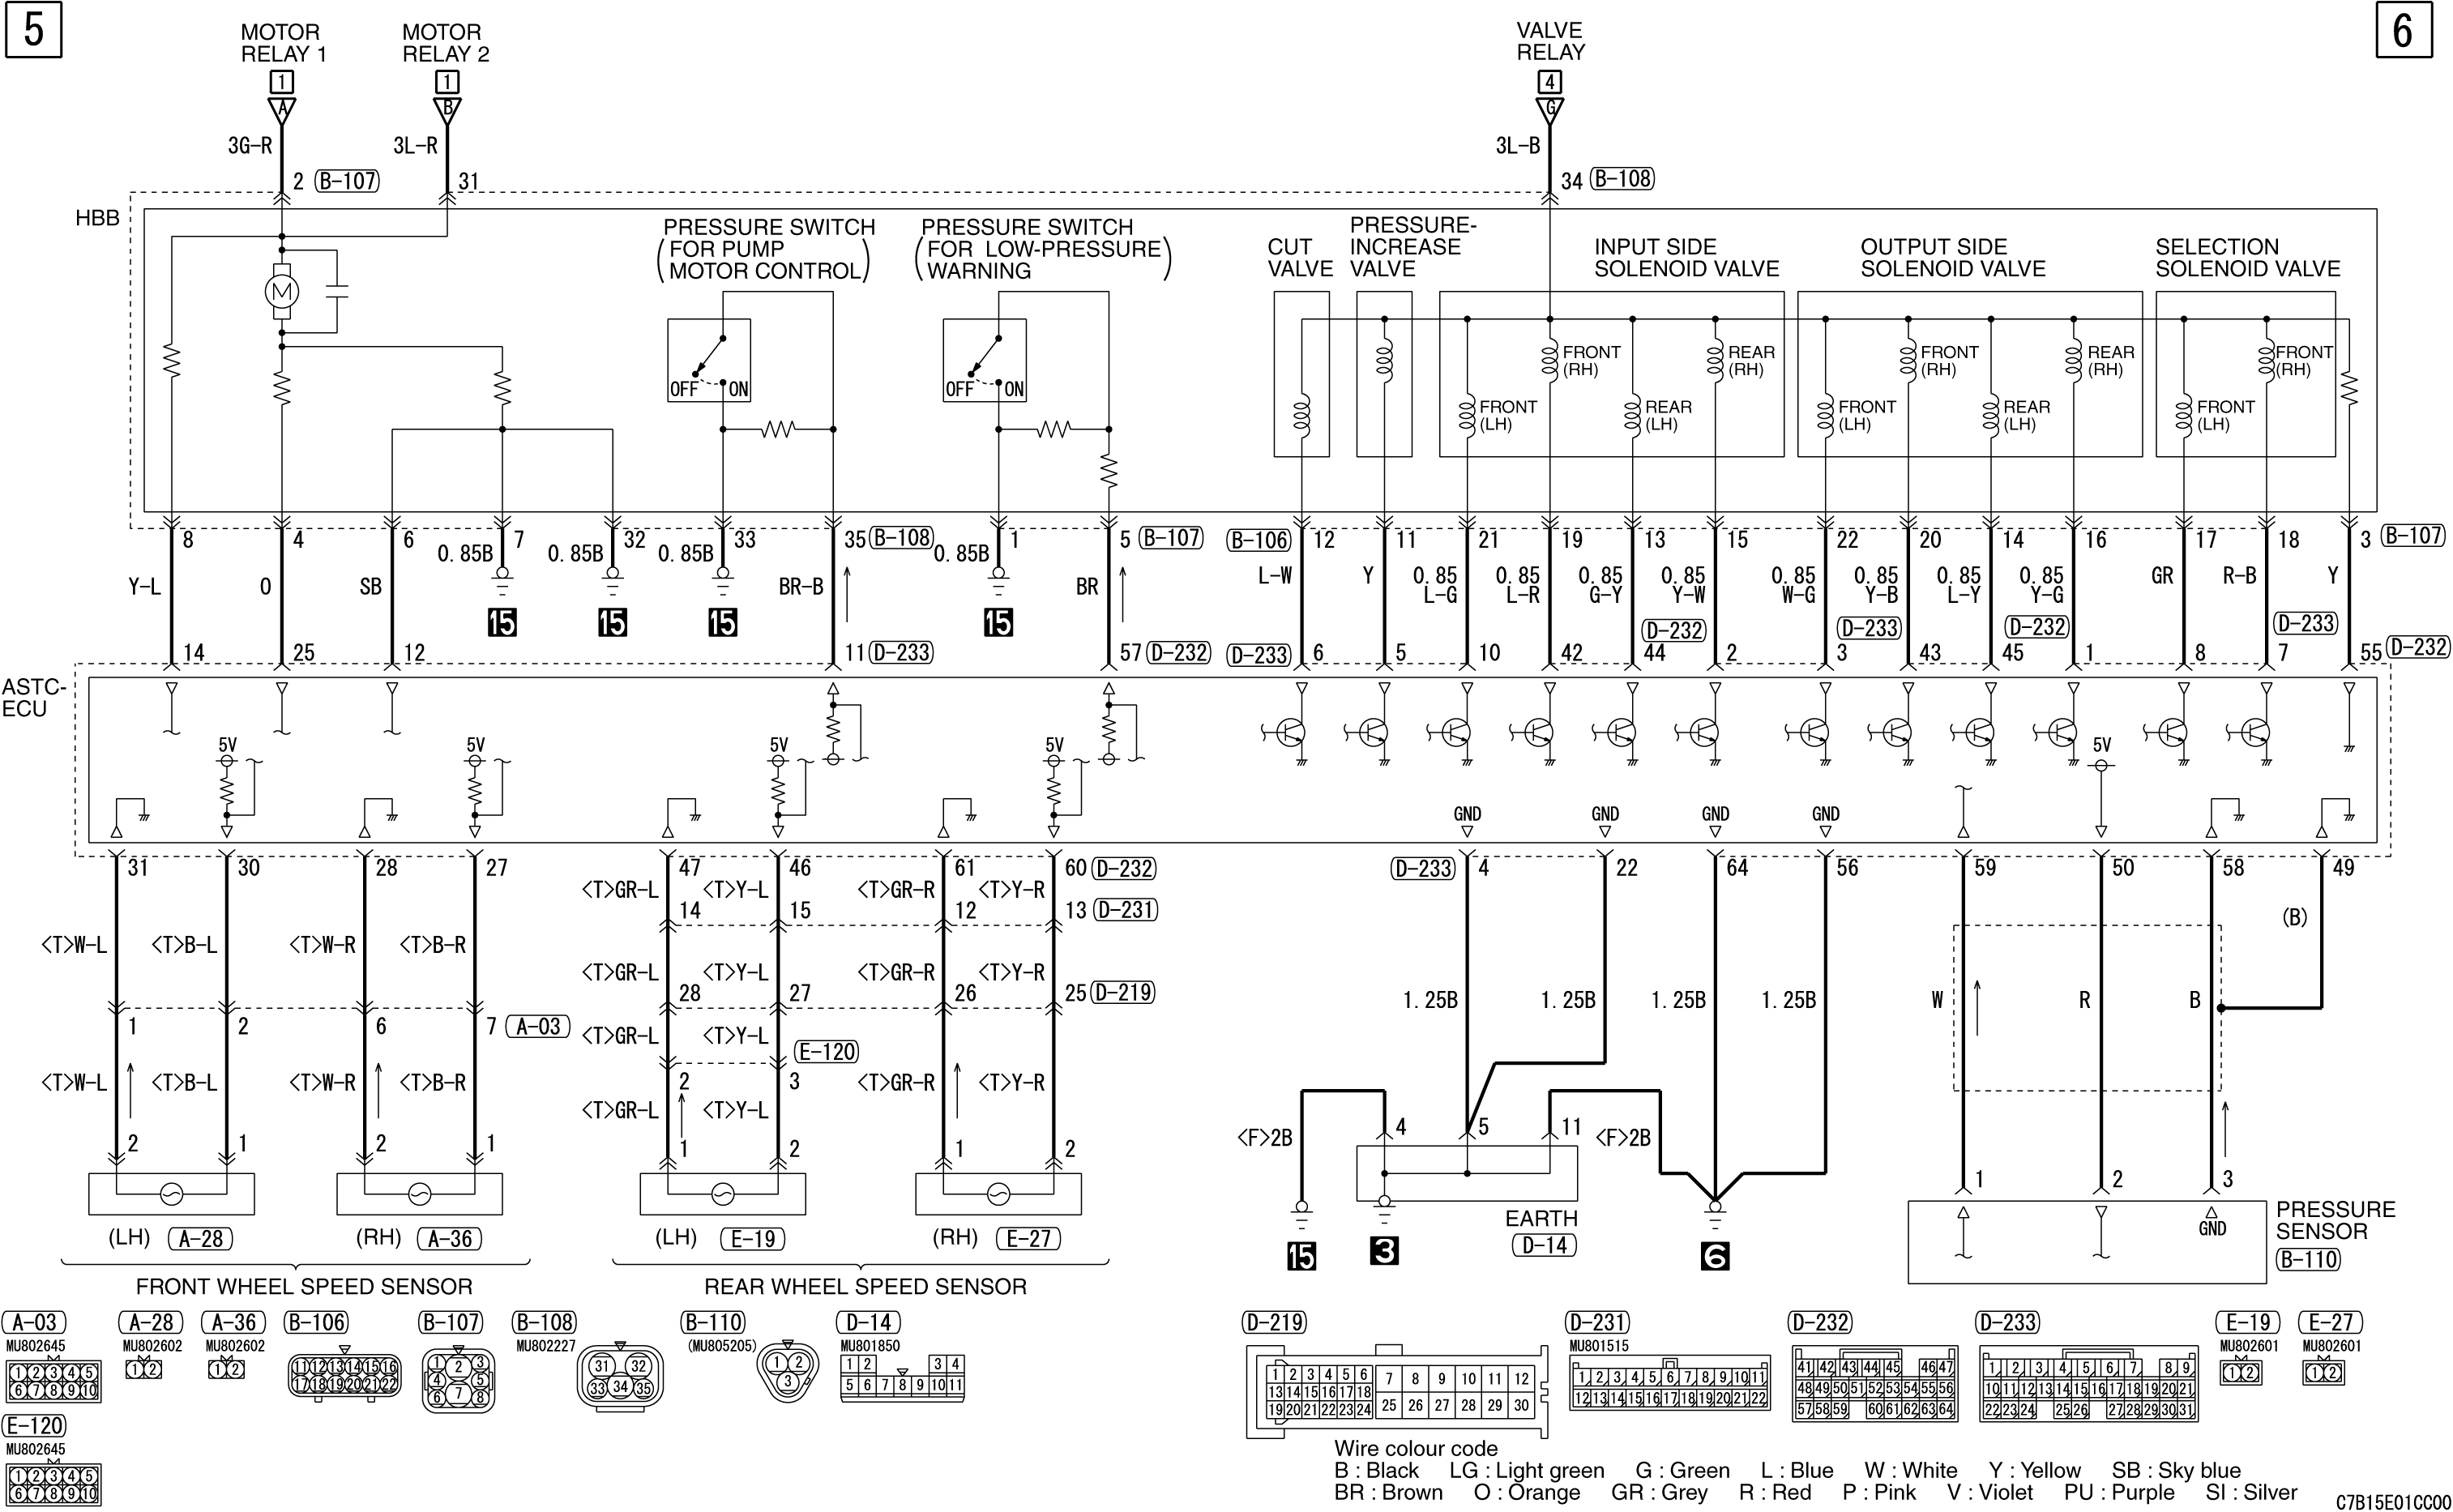 5
6
MOTOR
RELAY 1
MOTOR
RELAY 2
VALVE
RELAY
1
1
4
A
B
G
3G-R
3L-R
3L-B
2 B-107
31
34 B-108
HBB
PRESSURE SWITCH
(FOR PUMP
MOTOR CONTROL)
PRESSURE SWITCH
(FOR LOW-PRESSURE
WARNING)
CUT
VALVE
PRESSURE-
INCREASE
VALVE
INPUT SIDE
SOLENOID VALVE
OUTPUT SIDE
SOLENOID VALVE
SELECTION
SOLENOID VALVE
M
OFF ON
OFF ON
FRONT
(RH)
REAR
(RH)
FRONT
(RH)
REAR
(RH)
FRONT
(RH)
FRONT
(LH)
REAR
(LH)
FRONT
(LH)
REAR
(LH)
FRONT
(LH)
8 4 6 7 32 33 35 B-108 1 5 B-107 B-106 12 11 21 19 13 15 22 20 14 16 17 18 3 B-107
0.85B 0.85B 0.85B 0.85B
Y-L O SB BR-B BR L-W Y
0.85
L-G
0.85
L-R
0.85
G-Y
0.85
Y-W
0.85
W-G
0.85
Y-B
0.85
L-Y
0.85
Y-G
GR R-B Y
15 15 15 15
D-232 D-233 D-232 D-233
14 25 12 11 D-233 57 D-232 D-233 6 5 10 42 44 2 3 43 45 1 8 7 55 D-232
ASTC-
ECU
5V 5V 5V 5V 5V
GND GND GND GND
31 30 28 27 47 46 61 60 D-232 D-233 4 22 64 56 59 50 58 49
<T>GR-L <T>Y-L <T>GR-R <T>Y-R
14 15 12 13 D-231
(B)
<T>W-L <T>B-L <T>W-R <T>B-R
<T>GR-L <T>Y-L <T>GR-R <T>Y-R
28 27 26 25 D-219
1.25B 1.25B 1.25B 1.25B W R B
1 2 6 7 A-03
<T>GR-L <T>Y-L
E-120
<T>W-L <T>B-L <T>W-R <T>B-R
2 3
<T>GR-R <T>Y-R
<T>GR-L <T>Y-L
4 5 11
<F>2B <F>2B
2 1 2 1 1 2 1 2
1 2 3
GND
(LH) A-28 (RH) A-36 (LH) E-19 (RH) E-27
FRONT WHEEL SPEED SENSOR
REAR WHEEL SPEED SENSOR
15 3 6
EARTH
D-14
PRESSURE
SENSOR
B-110
A-03
MU802645
1 2 3 4 5
6 7 8 9 10
A-28
MU802602
1 2
A-36
MU802602
1 2
B-106
11 12 13 14 15 16
17 18 19 20 21 22
B-107
1 2 3
4 5
6 7 8
B-108
MU802227
31 32
33 34 35
B-110
(MU805205)
1 2
3
D-14
MU801850
1 2 3 4
5 6 7 8 9 10 11
D-219
1 2 3 4 5 6 7 8 9 10 11 12
13 14 15 16 17 18
19 20 21 22 23 24 25 26 27 28 29 30
D-231
MU801515
1 2 3 4 5 6 7 8 9 10 11
12 13 14 15 16 17 18 19 20 21 22
D-232
41 42 43 44 45 46 47
48 49 50 51 52 53 54 55 56
57 58 59 60 61 62 63 64
D-233
1 2 3 4 5 6 7 8 9
10 11 12 13 14 15 16 17 18 19 20 21
22 23 24 25 26 27 28 29 30 31
E-19
MU802601
1 2
E-27
MU802601
1 2
E-120
MU802645
1 2 3 4 5
6 7 8 9 10
Wire colour code
B : Black LG : Light green G : Green L : Blue W : White Y : Yellow SB : Sky blue
BR : Brown O : Orange GR : Grey R : Red P : Pink V : Violet PU : Purple SI : Silver
C7B15E01CC00